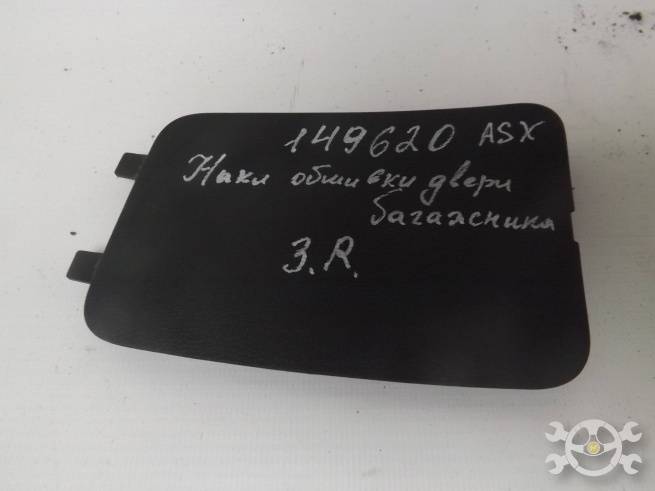 149620 ASX
Накл обшивки двери
багажника
З.R.